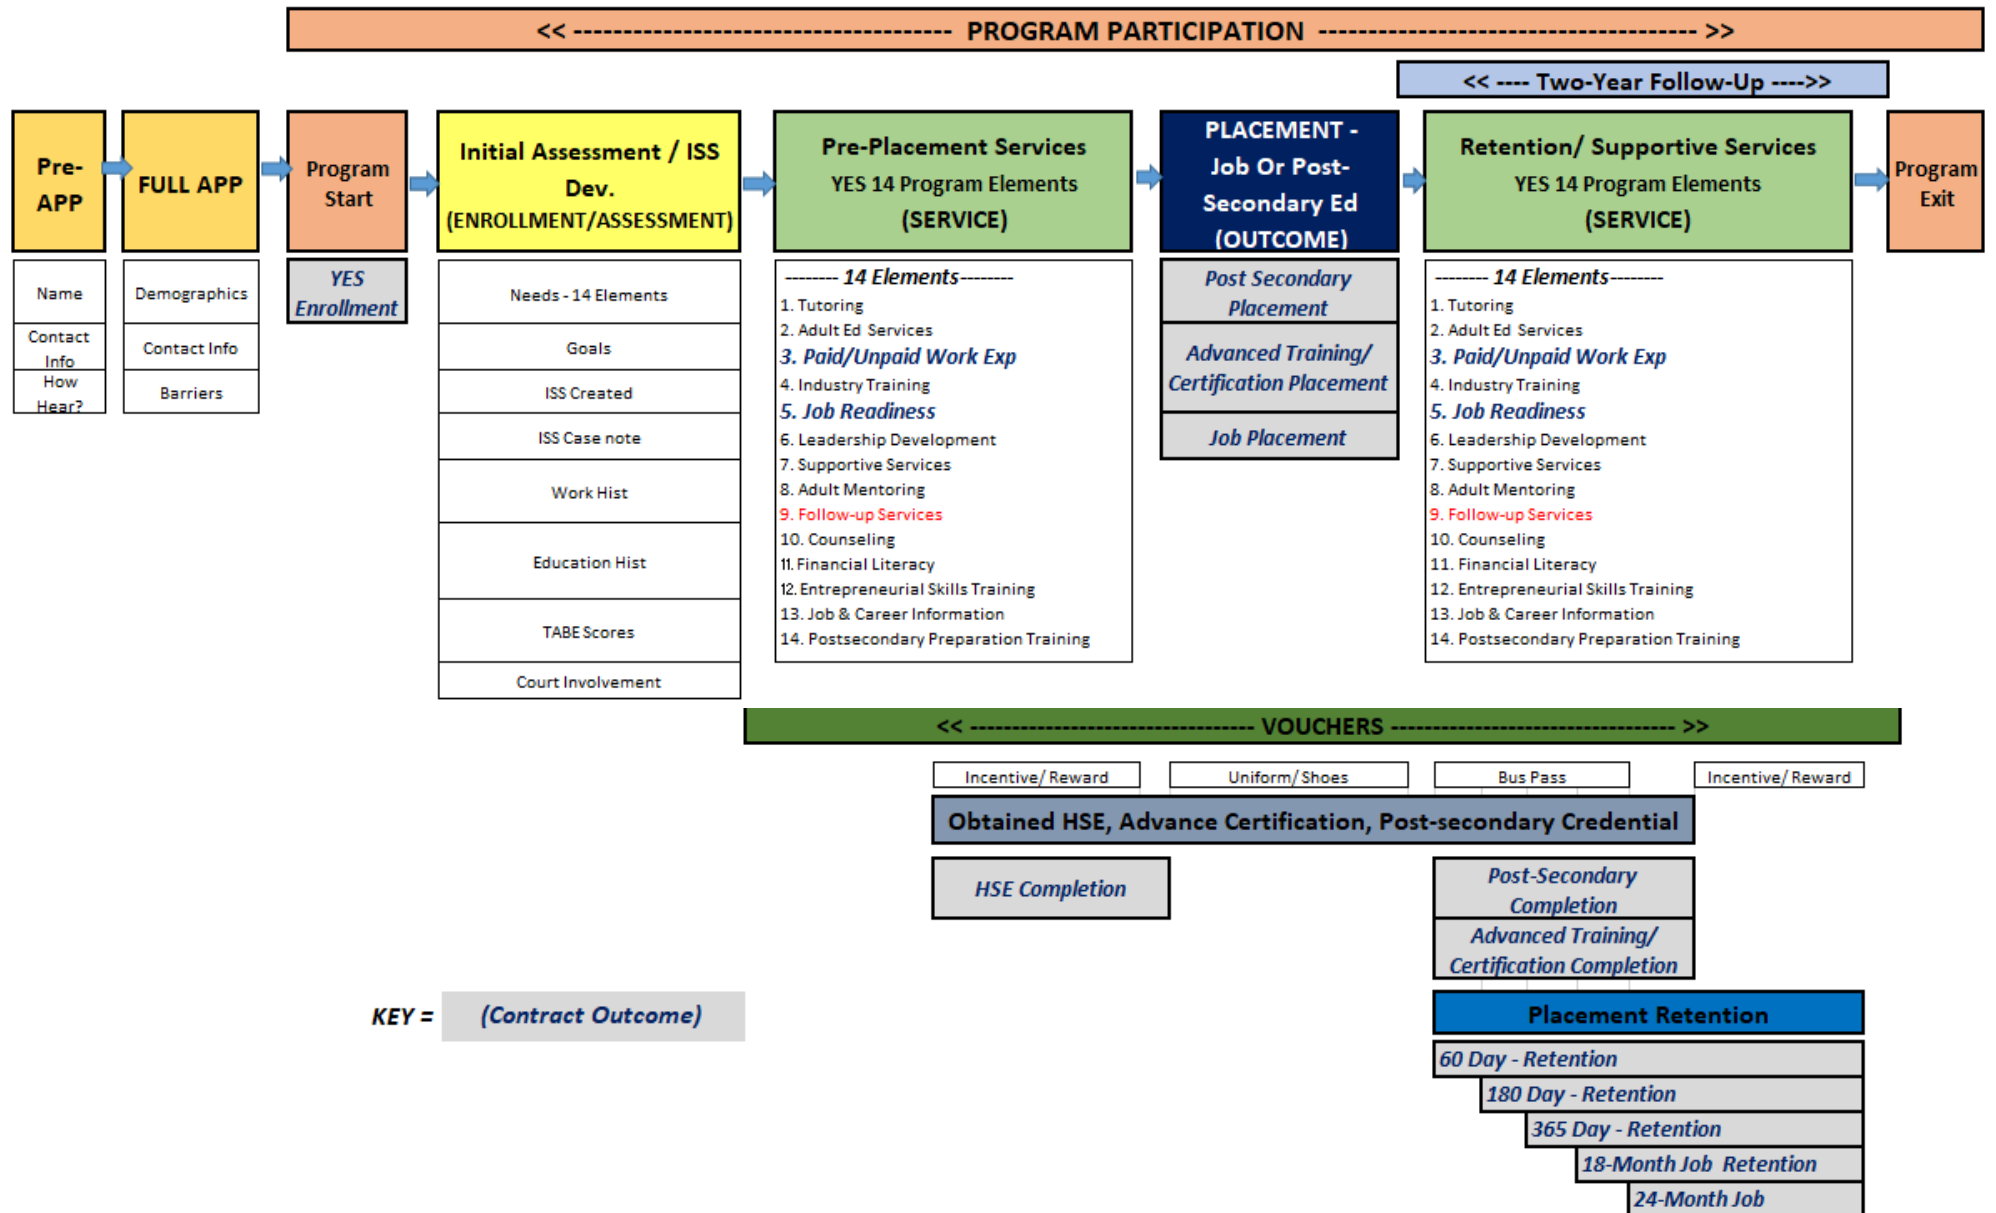 << -------------------------------------- PROGRAM PARTICIPATION -------------------------------------- >>
<< ---- Two-Year Follow-Up ---->>
Pre-
APP
FULL APP
Program
Start
Initial Assessment / ISS
Dev.
(ENROLLMENT/ASSESSMENT)
Pre-Placement Services
YES 14 Program Elements
(SERVICE)
PLACEMENT -
Job Or Post-
Secondary Ed
(OUTCOME)
Retention/ Supportive Services
YES 14 Program Elements
(SERVICE)
Program
Exit
Name
Contact
Info
How
Hear?
Demographics
Contact Info
Barriers
YES
Enrollment
Needs - 14 Elements
Goals
ISS Created
ISS Case note
Work Hist
Education Hist
TABE Scores
Court Involvement
-------- 14 Elements--------
1. Tutoring
2. Adult Ed Services
3. Paid/Unpaid Work Exp
4. Industry Training
5. Job Readiness
6. Leadership Development
7. Supportive Services
8. Adult Mentoring
9. Follow-up Services
10. Counseling
11. Financial Literacy
12. Entrepreneurial Skills Training
13. Job & Career Information
14. Postsecondary Preparation Training
Post Secondary
Placement
Advanced Training/
Certification Placement
Job Placement
-------- 14 Elements--------
1. Tutoring
2. Adult Ed Services
3. Paid/Unpaid Work Exp
4. Industry Training
5. Job Readiness
6. Leadership Development
7. Supportive Services
8. Adult Mentoring
9. Follow-up Services
10. Counseling
11. Financial Literacy
12. Entrepreneurial Skills Training
13. Job & Career Information
14. Postsecondary Preparation Training
<< -------------------------------- VOUCHERS -------------------------------- >>
Incentive/ Reward
Uniform/ Shoes
Bus Pass
Incentive/ Reward
Obtained HSE, Advance Certification, Post-secondary Credential
HSE Completion
Post-Secondary
Completion
Advanced Training/
Certification Completion
KEY = (Contract Outcome)
Placement Retention
60 Day - Retention
180 Day - Retention
365 Day - Retention
18-Month Job Retention
24-Month Job